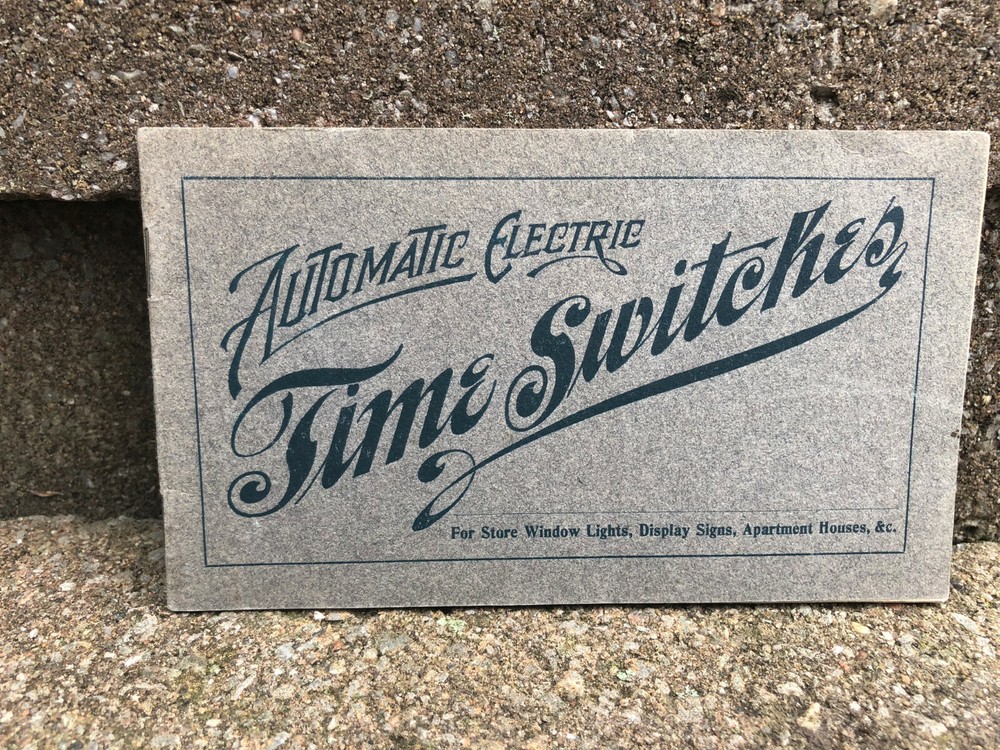 Automatic Electric
Time Switches
For Store Window Lights, Display Signs, Apartment Houses, &c.